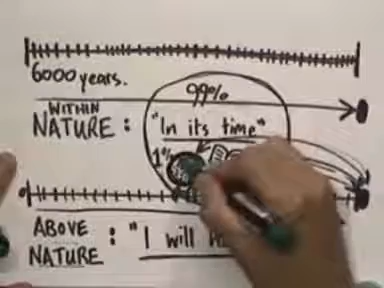 6000 years.
99%
WITHIN
NATURE : "In its time"
1%
ABOVE
NATURE : "I will